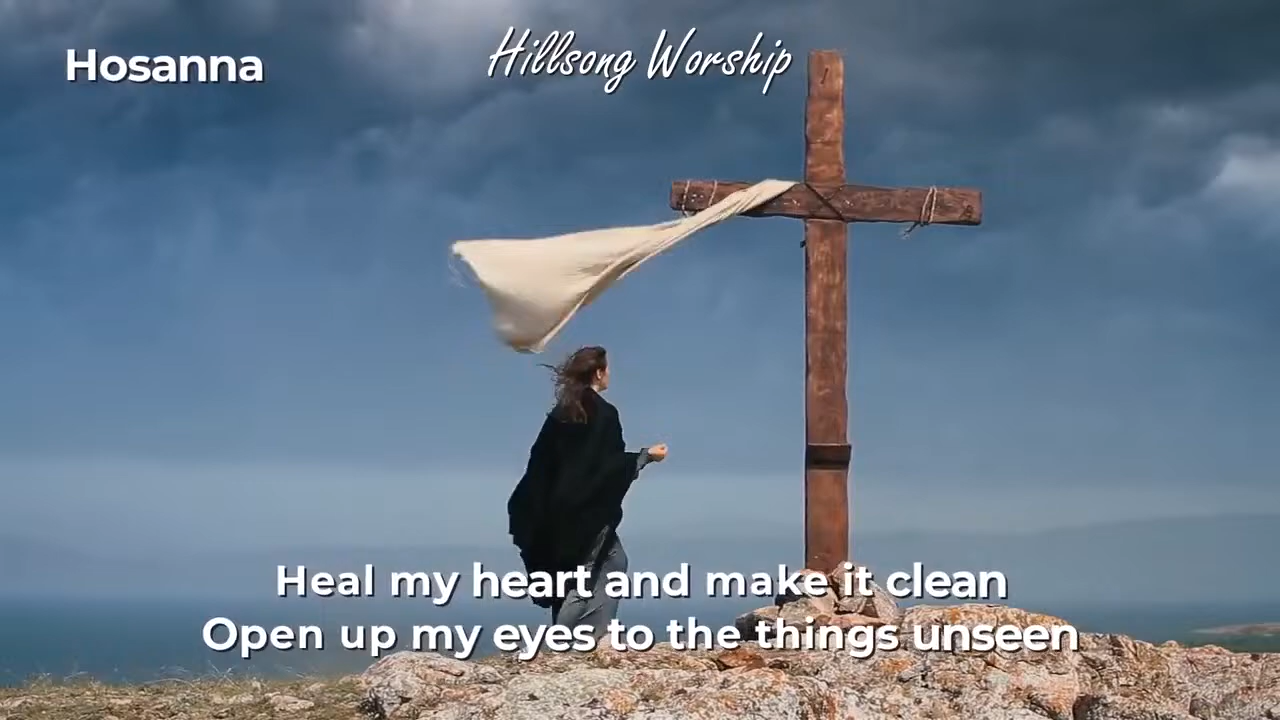 Hosanna
Hillsong Worship
Heal my heart and make it clean
Open up my eyes to the things unseen